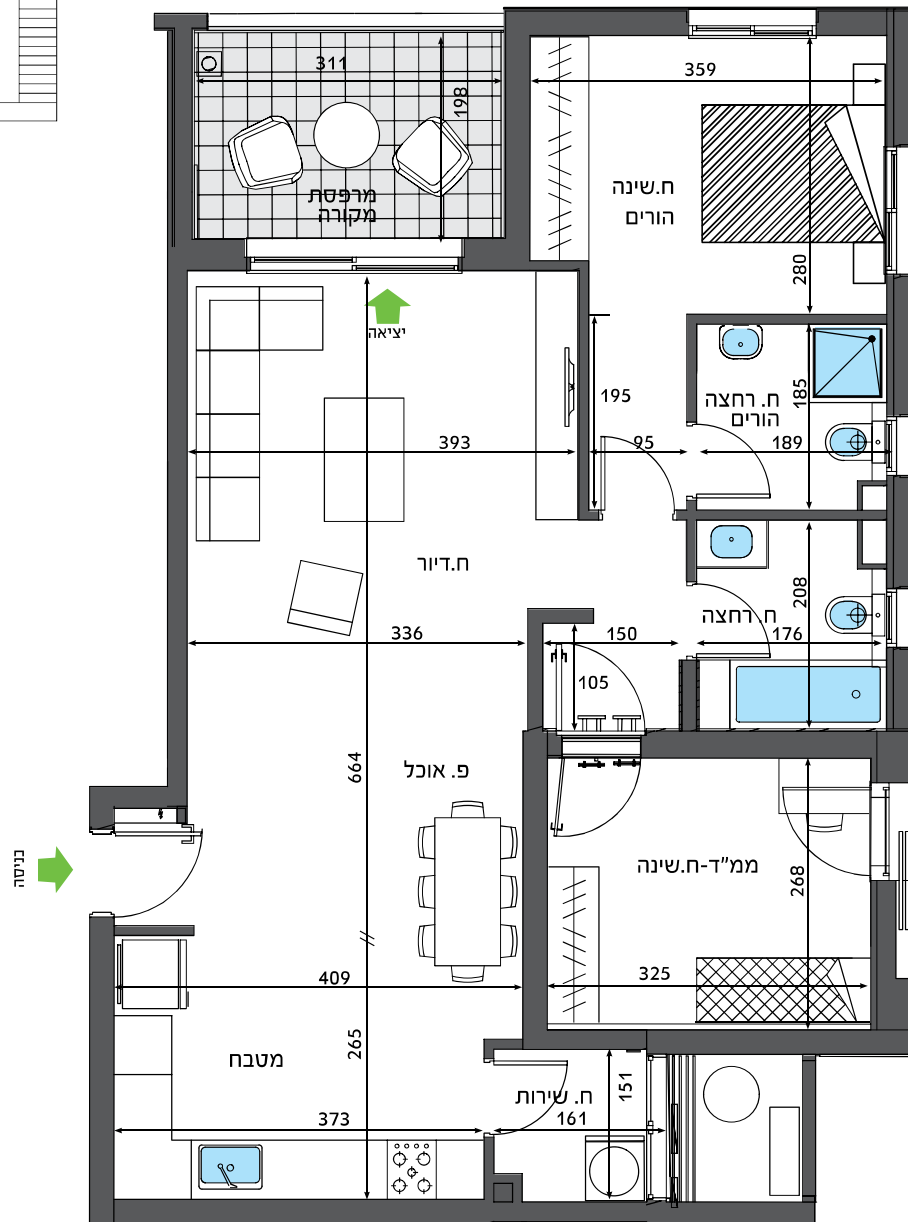 311
198
מרפסת
מקורה
359
ח.שינה
הורים
280
יציאה
195
ח. רחצה
הורים
185
393
95
189
ח.דיור
208
ח. רחצה
336
150
176
105
664
פ. אוכל
כניסה
ממ"ד-ח.שינה
268
325
409
265
מטבח
ח. שירות
151
161
373